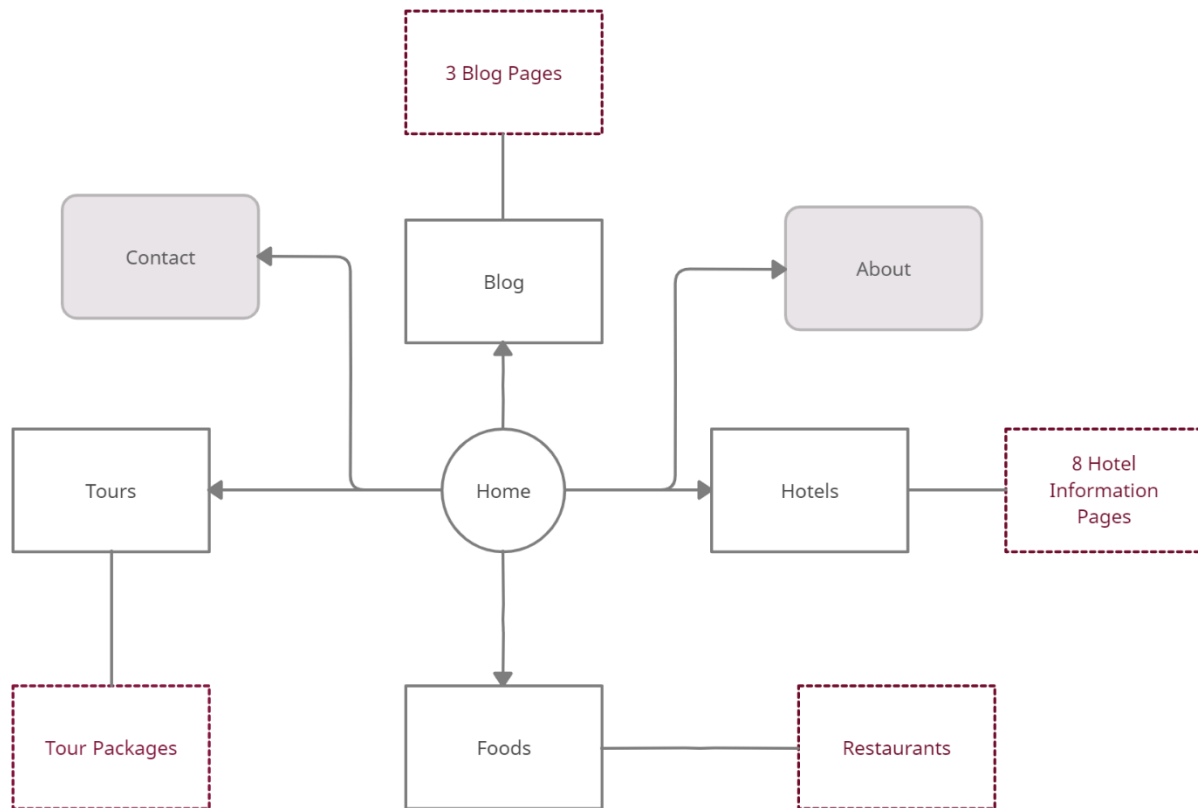 3 Blog Pages
Contact
Blog
About
Tours
Home
Hotels
8 Hotel
Information
Pages
Tour Packages
Foods
Restaurants